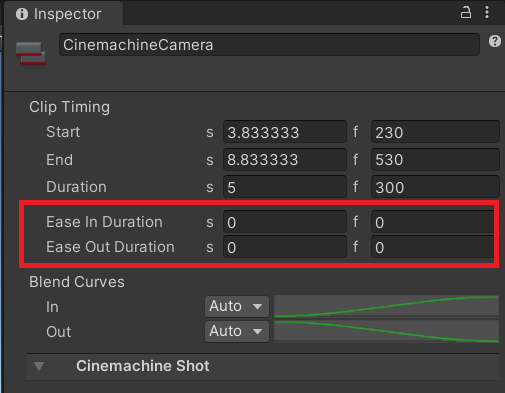 Inspector
CinemachineCamera
Clip Timing
Start s 3.833333 f 230
End s 8.833333 f 530
Duration s 5 f 300
Ease In Duration s 0 f 0
Ease Out Duration s 0 f 0
Blend Curves
In Auto
Out Auto
Cinemachine Shot